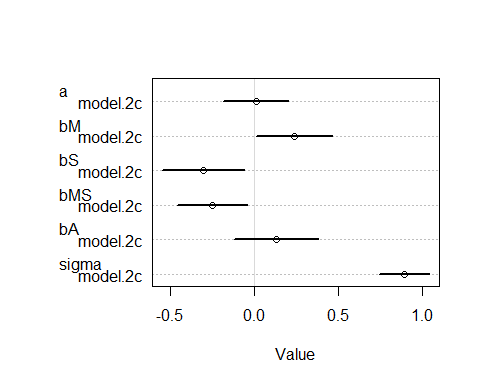 a
model.2c
bM
model.2c
bS
model.2c
bMS
model.2c
bA
model.2c
sigma
model.2c
-0.5 0.0 0.5 1.0
Value